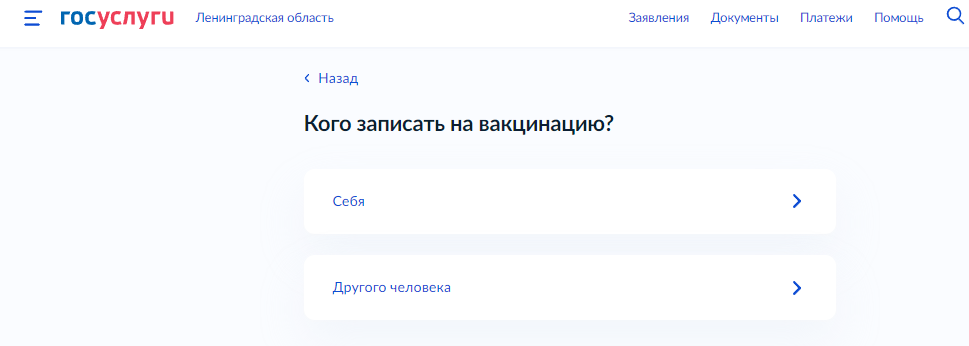 госуслуги Ленинградская область Заявления Документы Платежи Помощь
Назад
Кого записать на вакцинацию?
Себя
Другого человека